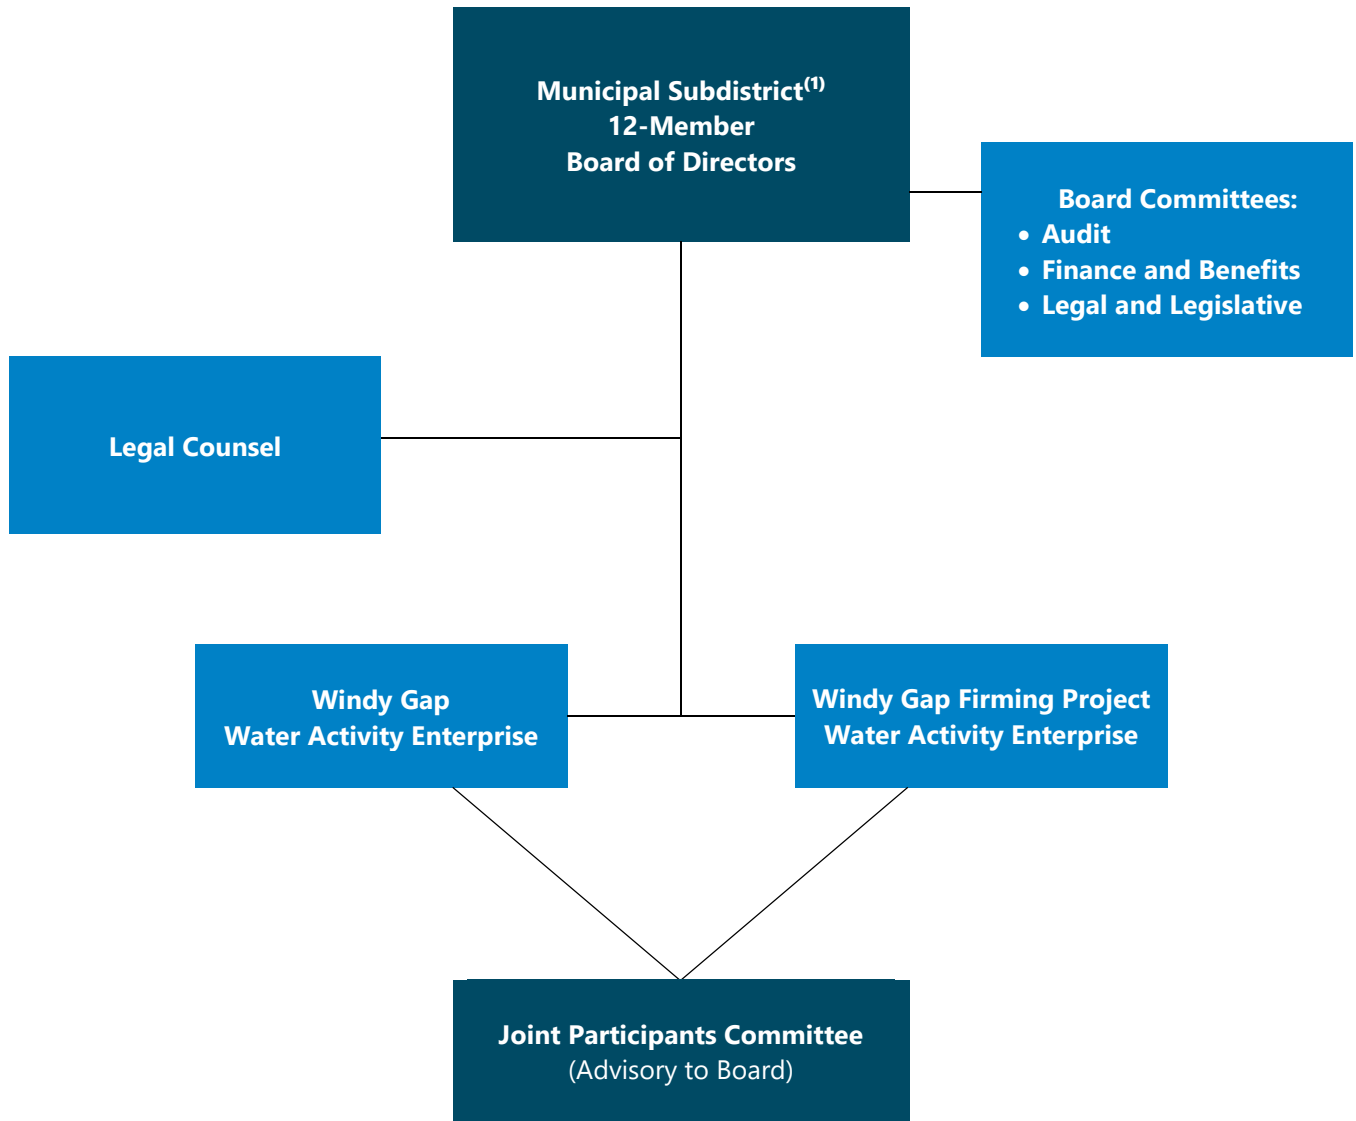 Municipal Subdistrict(1)
12-Member
Board of Directors
Board Committees:
• Audit
• Finance and Benefits
• Legal and Legislative
Legal Counsel
Windy Gap
Water Activity Enterprise
Windy Gap Firming Project
Water Activity Enterprise
Joint Participants Committee
(Advisory to Board)